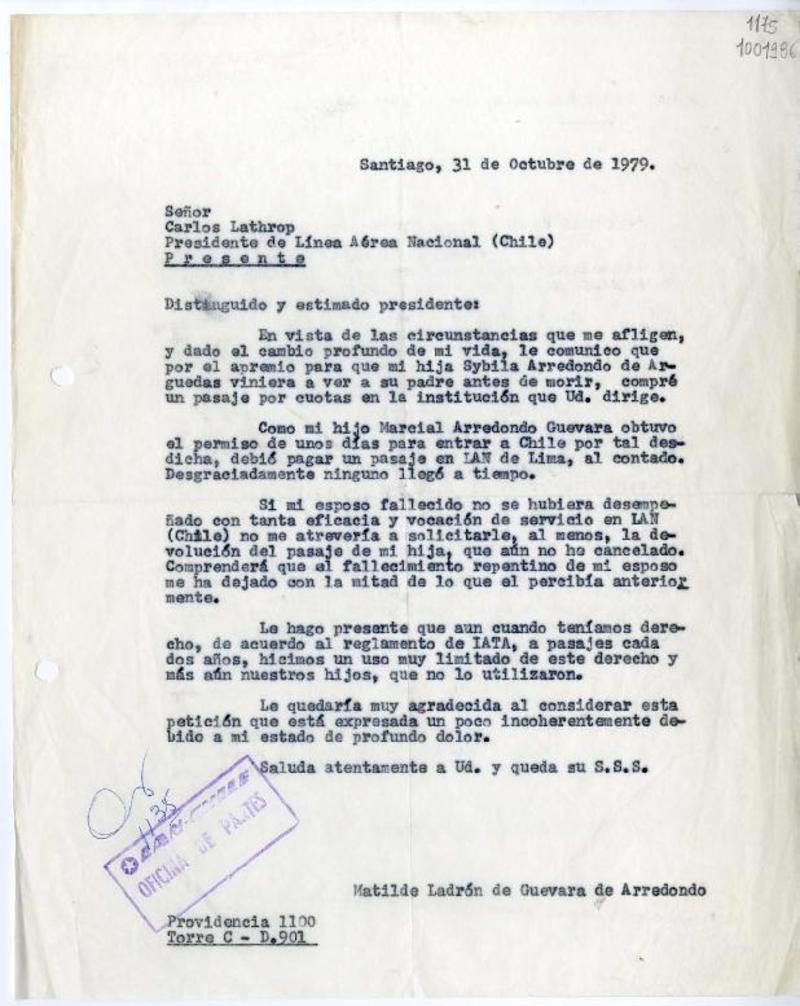 1175
1001986
Santiago, 31 de Octubre de 1979.
Señor
Carlos Lathrop
Presidente de Línea Aérea Nacional (Chile)
P r e s e n t e
Distinguido y estimado presidente:
En vista de las circunstancias que me afligen,
y dado el cambio profundo de mi vida, le comunico que
por el apremio para que mi hija Sybila Arredondo de Ar-
guedas viniera a ver a su padre antes de morir, compré
un pasaje por cuotas en la institución que Ud. dirige.
Como mi hijo Marcial Arredondo Guevara obtuvo
el permiso de unos días para entrar a Chile por tal des-
dicha, debió pagar un pasaje en LAN de Lima, al contado.
Desgraciadamente ninguno llegó a tiempo.
Si mi esposo fallecido no se hubiera desempe-
ñado con tanta eficacia y vocación de servicio en LAN
(Chile) no me atrevería a solicitarle, al menos, la de-
volución del pasaje de mi hija, que aún no he cancelado.
Comprenderá que el fallecimiento repentino de mi esposo
me ha dejado con la mitad de lo que el percibía anterior
mente.
Le hago presente que aun cuando teníamos dere-
cho, de acuerdo al reglamento de IATA, a pasajes cada
dos años, hicimos un uso muy limitado de este derecho y
más aún nuestros hijos, que no lo utilizaron.
Le quedaría muy agradecida al considerar esta
petición que está expresada un poco incoherentemente de-
bido a mi estado de profundo dolor.
Saluda atentamente a Ud. y queda su S.S.S.
1135
LAN-CHILE
OFICINA DE PARTES
Matilde Ladrón de Guevara de Arredondo
Providencia 1100
Torre C - D.901